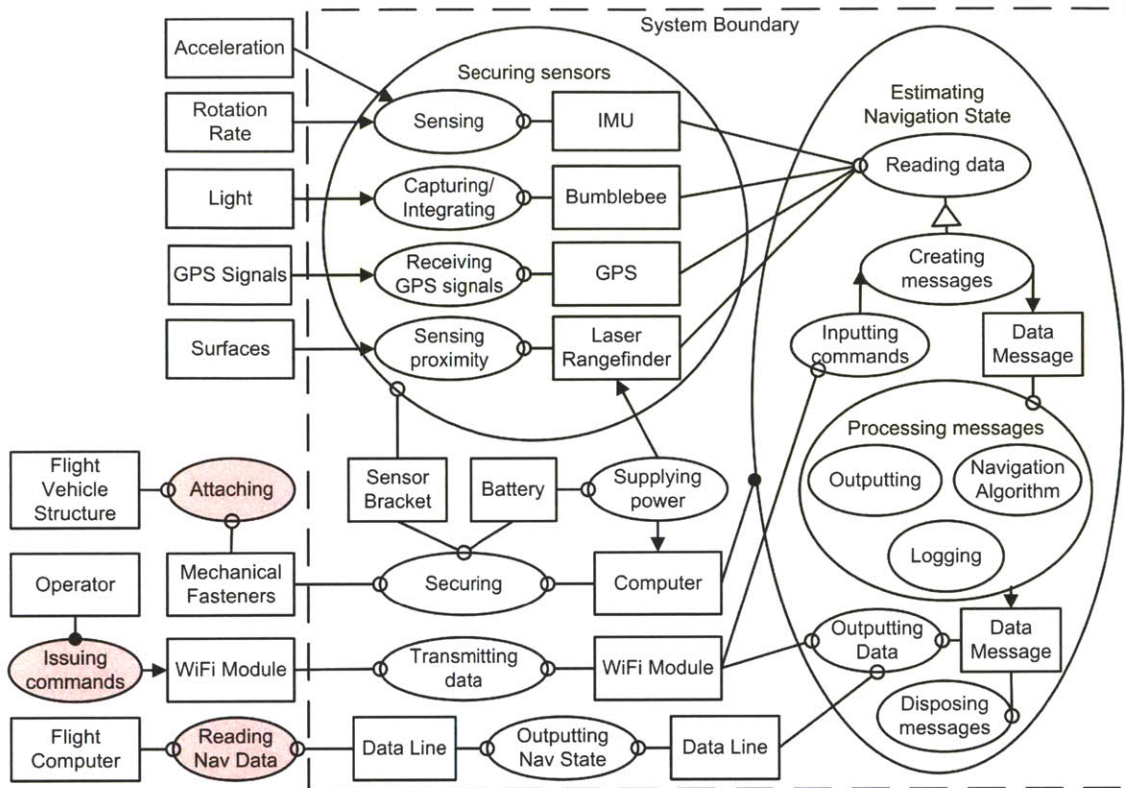 System Boundary
Acceleration
Securing sensors
Estimating
Navigation State
Rotation
Rate
Sensing
IMU
Reading data
Light
Capturing/
Integrating
Bumblebee
GPS Signals
Receiving
GPS signals
GPS
Creating
messages
Surfaces
Sensing
proximity
Laser
Rangefinder
Inputting
commands
Data
Message
Processing messages
Flight
Vehicle
Structure
Attaching
Sensor
Bracket
Battery
Supplying
power
Outputting
Navigation
Algorithm
Logging
Operator
Mechanical
Fasteners
Securing
Computer
Issuing
commands
WiFi Module
Transmitting
data
WiFi Module
Outputting
Data
Data
Message
Disposing
messages
Flight
Computer
Reading
Nav Data
Data Line
Outputting
Nav State
Data Line